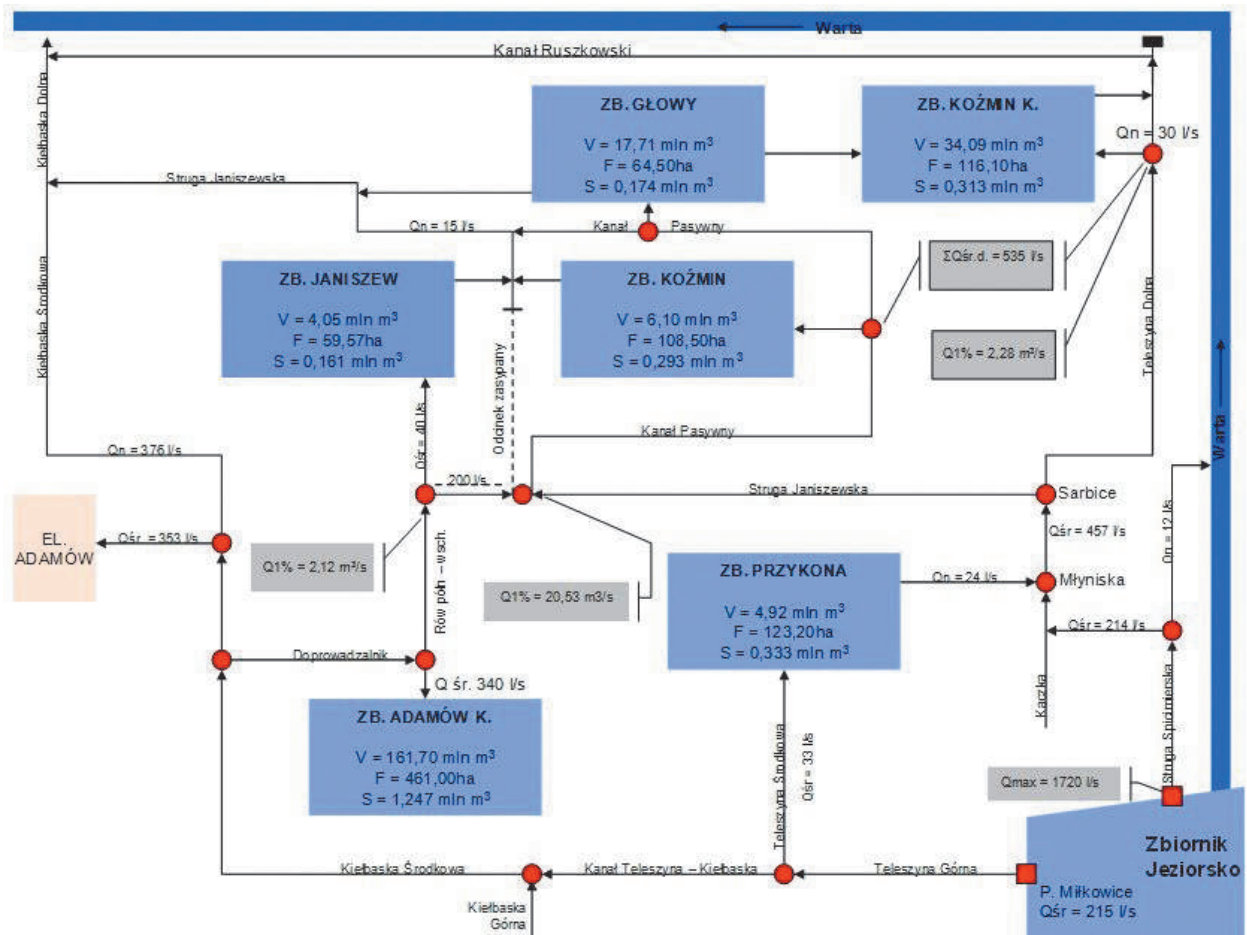 Warta
Kanał Ruszkowski
Kiełbaska Dolna
ZB. GŁOWY
V = 17,71 mln m³
F = 64,50ha
S = 0,174 mln m³
ZB. KOŹMIN K.
V = 34,09 mln m³
F = 116,10ha
S = 0,313 mln m³
Qn = 30 l/s
Struga Janiszewska
Qn = 15 l/s
Kanał Pasywny
ΣQśr.d. = 535 l/s
Q1% = 2,28 m³/s
ZB. JANISZEW
V = 4,05 mln m³
F = 59,57ha
S = 0,161 mln m³
ZB. KOŹMIN
V = 6,10 mln m³
F = 108,50ha
S = 0,293 mln m³
Kiełbaska Środkowa
Teleszyna Dolna
Warta
Odcinek zasypany
Qśr = 40 l/s
Kanał Pasywny
Qn = 376 l/s
200 l/s
Struga Janiszewska
Sarbice
EL.
ADAMÓW
Qśr. = 353 l/s
Q1% = 2,12 m³/s
Rów półn – wsch.
Q1% = 20,53 m3/s
Qśr = 457 l/s
Qn = 12 l/s
ZB. PRZYKONA
V = 4,92 mln m³
F = 123,20ha
S = 0,333 mln m³
Qn = 24 l/s
Młyniska
Qśr = 214 l/s
Doprowadzalnik
Q śr. 340 l/s
Kaczka
Struga Spicimierska
ZB. ADAMÓW K.
V = 161,70 mln m³
F = 461,00ha
S = 1,247 mln m³
Teleszyna Środkowa
Qśr = 33 l/s
Qmax = 1720 l/s
Zbiornik
Jeziorsko
P. Miłkowice
Qśr = 215 l/s
Kiełbaska Środkowa
Kanał Teleszyna – Kiełbaska
Teleszyna Górna
Kiełbaska
Górna